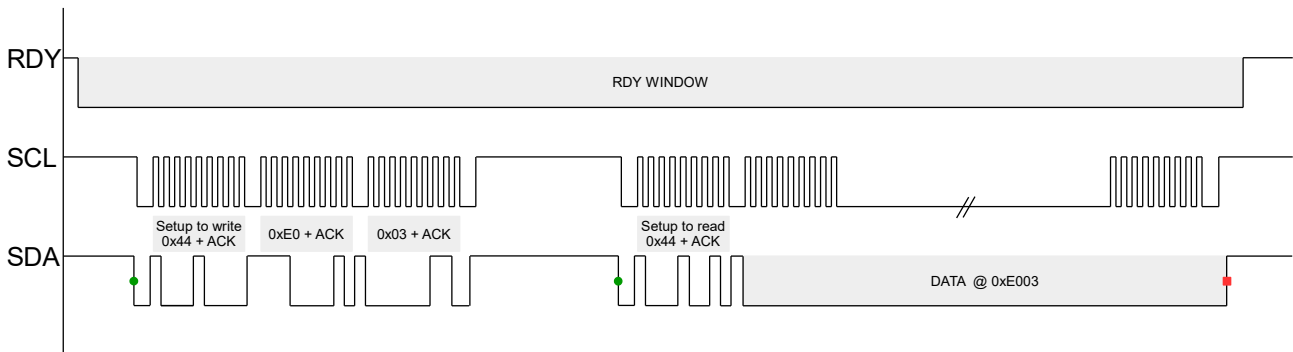 RDY
RDY WINDOW
SCL
Setup to write
0x44 + ACK
0xE0 + ACK
0x03 + ACK
Setup to read
0x44 + ACK
SDA
DATA @ 0xE003